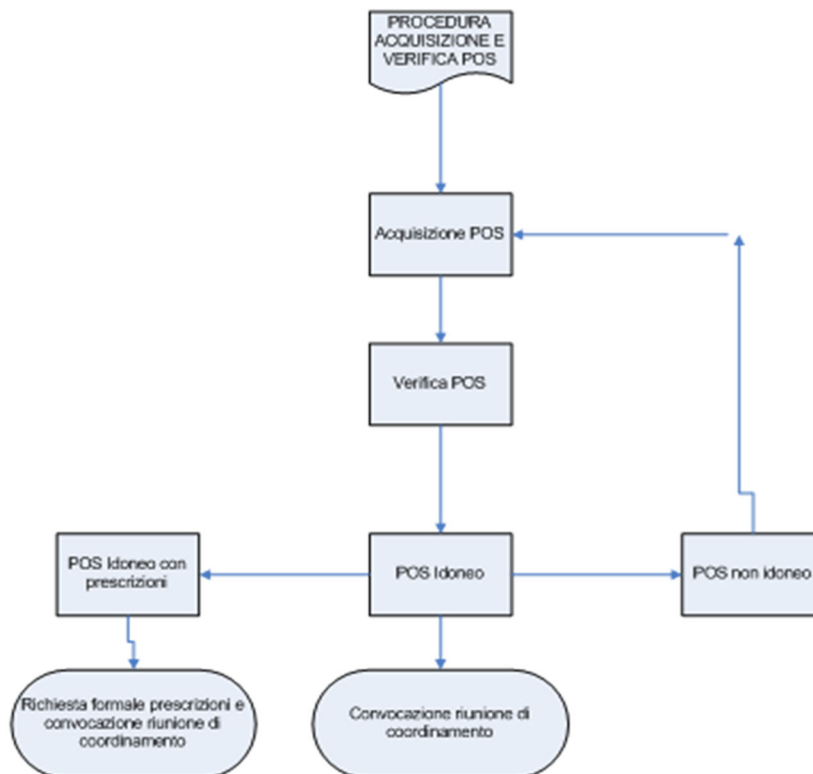 PROCEDURA
ACQUISIZIONE E
VERIFICA POS
Acquisizione POS
Verifica POS
POS Idoneo con
prescrizioni
POS Idoneo
POS non idoneo
Richiesta formale prescrizioni e
convocazione riunione di
coordinamento
Convocazione riunione di
coordinamento